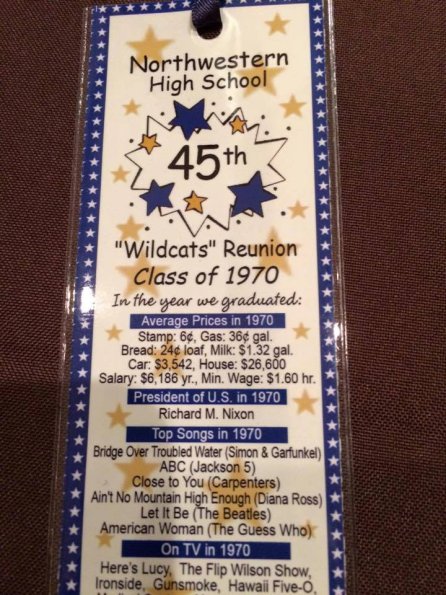 Northwestern
High School
45th
"Wildcats" Reunion
Class of 1970
In the year we graduated:
Average Prices in 1970
Stamp: 6¢, Gas: 36¢ gal.
Bread: 24¢ loaf, Milk: $1.32 gal.
Car: $3,542, House: $26,600
Salary: $6,186 yr., Min. Wage: $1.60 hr.
President of U.S. in 1970
Richard M. Nixon
Top Songs in 1970
Bridge Over Troubled Water (Simon & Garfunkel)
ABC (Jackson 5)
Close to You (Carpenters)
Ain't No Mountain High Enough (Diana Ross)
Let It Be (The Beatles)
American Woman (The Guess Who)
On TV in 1970
Here's Lucy, The Flip Wilson Show,
Ironside, Gunsmoke, Hawaii Five-O,